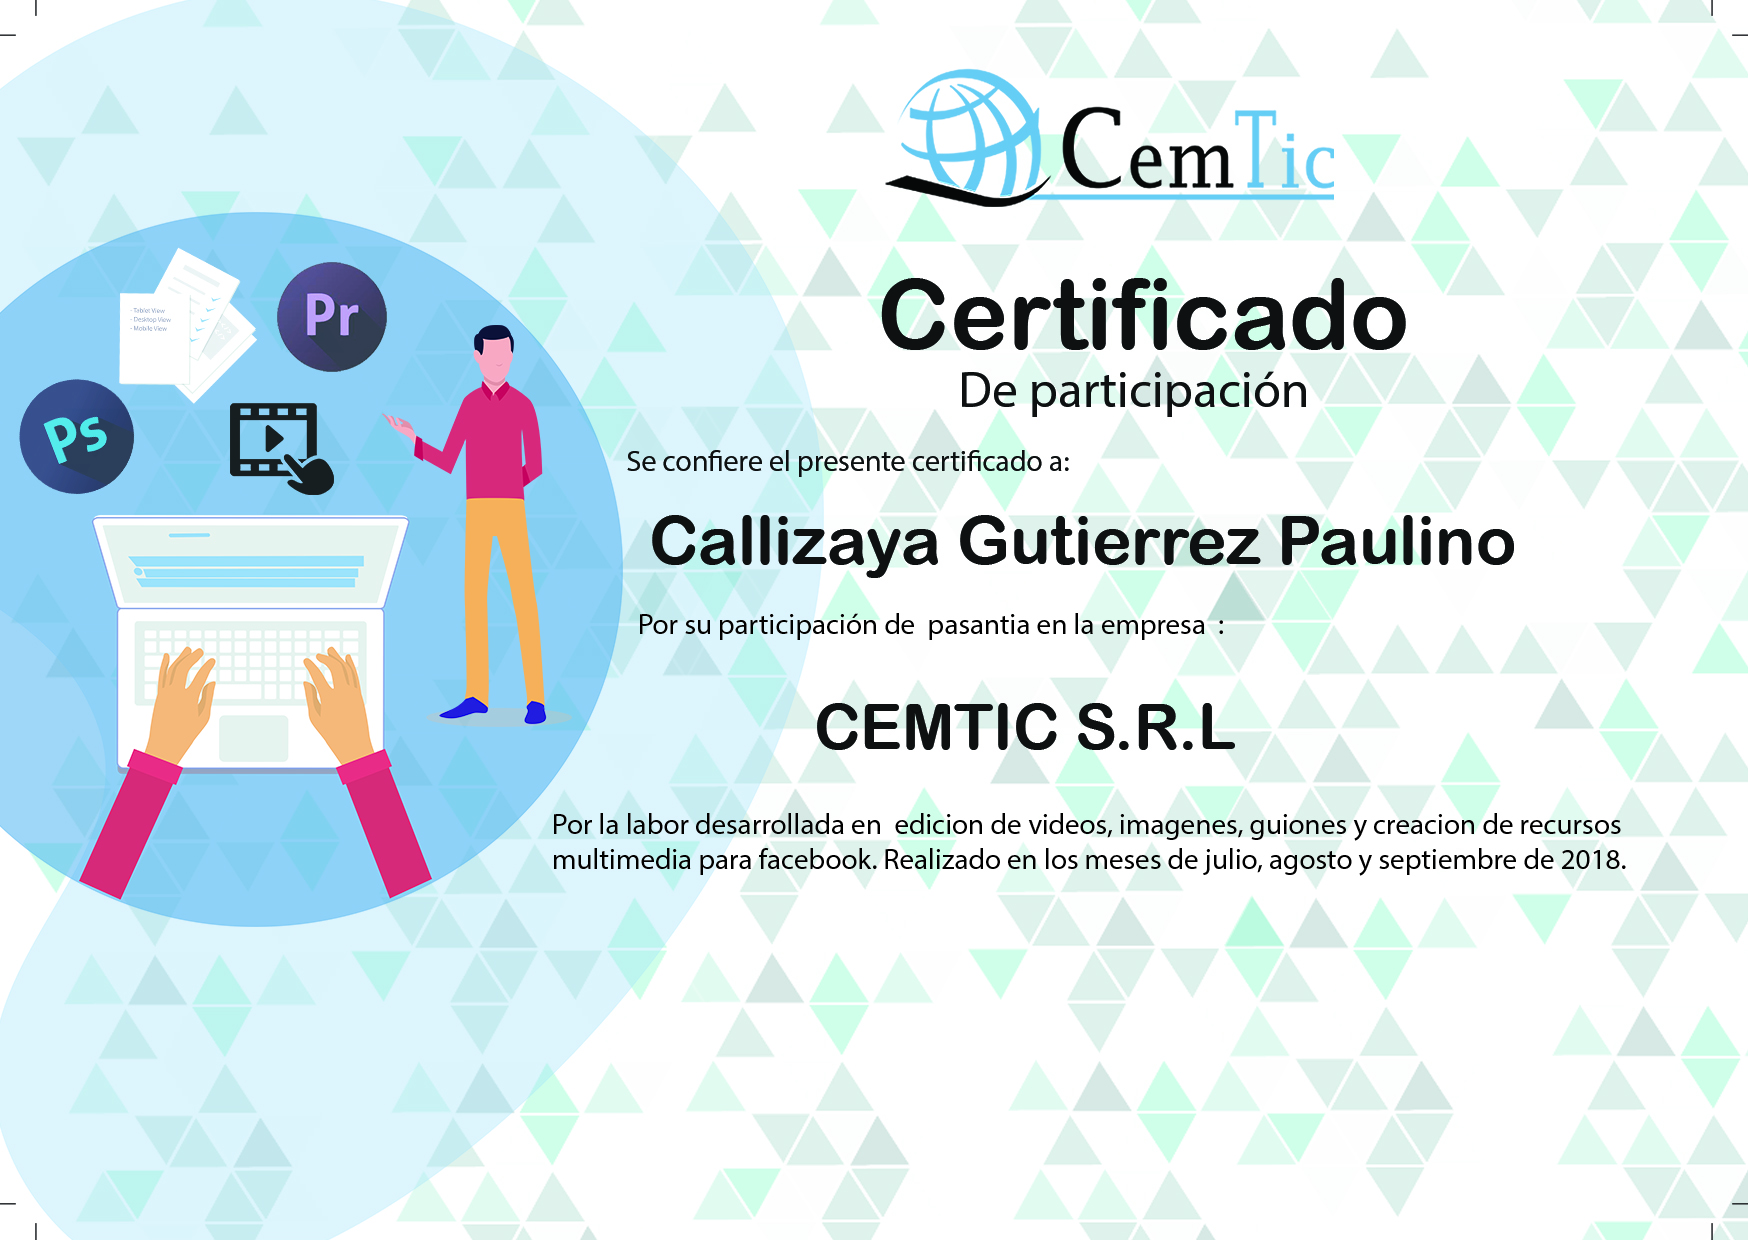 CemTic
Certificado
De participación
Se confiere el presente certificado a:
Callizaya Gutierrez Paulino
Por su participación de pasantia en la empresa :
CEMTIC S.R.L
Por la labor desarrollada en edicion de videos, imagenes, guiones y creacion de recursos
multimedia para facebook. Realizado en los meses de julio, agosto y septiembre de 2018.
Pr
- Tablet View
- Desktop View
- Mobile View
Ps